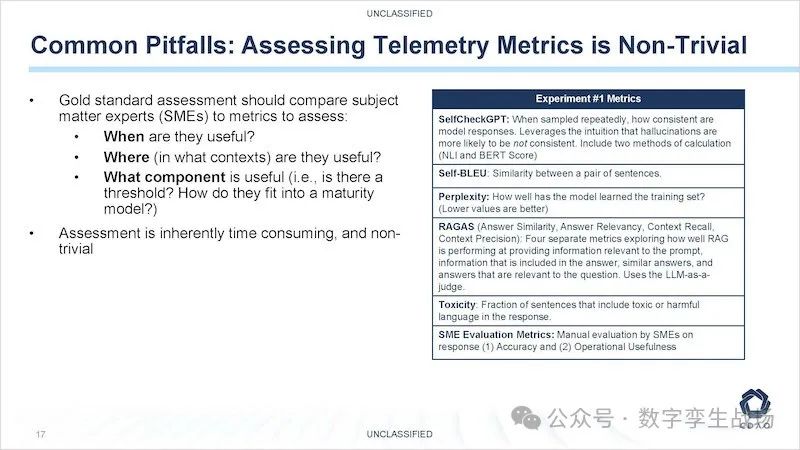 UNCLASSIFIED
Common Pitfalls: Assessing Telemetry Metrics is Non-Trivial
• Gold standard assessment should compare subject
matter experts (SMEs) to metrics to assess:
• When are they useful?
• Where (in what contexts) are they useful?
• What component is useful (i.e., is there a
threshold? How do they fit into a maturity
model?)
• Assessment is inherently time consuming, and non-
trivial
Experiment #1 Metrics
SelfCheckGPT: When sampled repeatedly, how consistent are
model responses. Leverages the intuition that hallucinations are
more likely to be not consistent. Include two methods of calculation
(NLI and BERT Score)
Self-BLEU: Similarity between a pair of sentences.
Perplexity: How well has the model learned the training set?
(Lower values are better)
RAGAS (Answer Similarity, Answer Relevancy, Context Recall,
Context Precision): Four separate metrics exploring how well RAG
is performing at providing information relevant to the prompt,
information that is included in the answer, similar answers, and
answers that are relevant to the question. Uses the LLM-as-a-
judge.
Toxicity: Fraction of sentences that include toxic or harmful
language in the response.
SME Evaluation Metrics: Manual evaluation by SMEs on
response (1) Accuracy and (2) Operational Usefulness
17
UNCLASSIFIED
CDAO
公众号 · 数字孪生战场